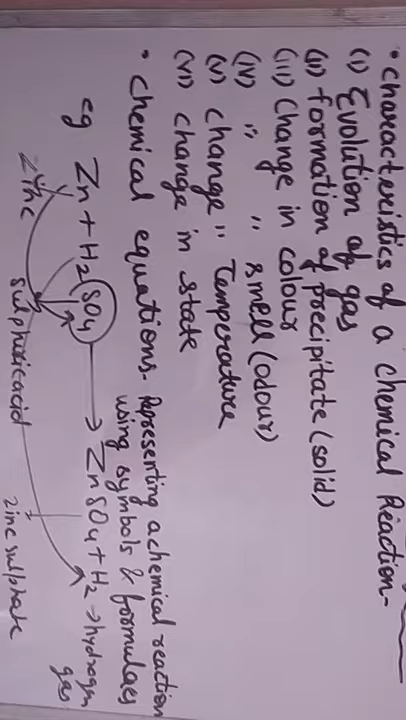 • Characteristics of a chemical Reaction-
(i) Evolution of gas
(ii) formation of precipitate (solid)
(iii) Change in colour
(iv) " " smell (odour)
(v) change " Temperature
(vi) change in state
• Chemical equations- Representing a chemical reaction
using symbols & formulaes
eg Zn + H2SO4 → ZnSO4 + H2 → hydrogen
gas
Zinc sulphuric acid zinc sulphate